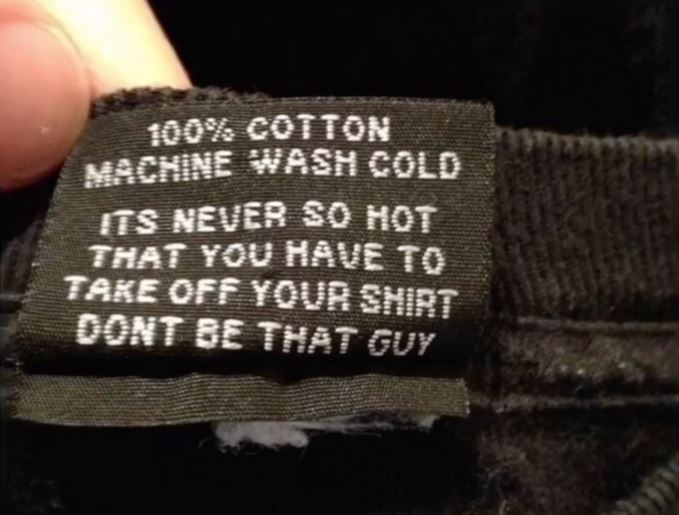 100% COTTON
MACHINE WASH COLD
ITS NEVER SO HOT
THAT YOU HAVE TO
TAKE OFF YOUR SHIRT
DONT BE THAT GUY